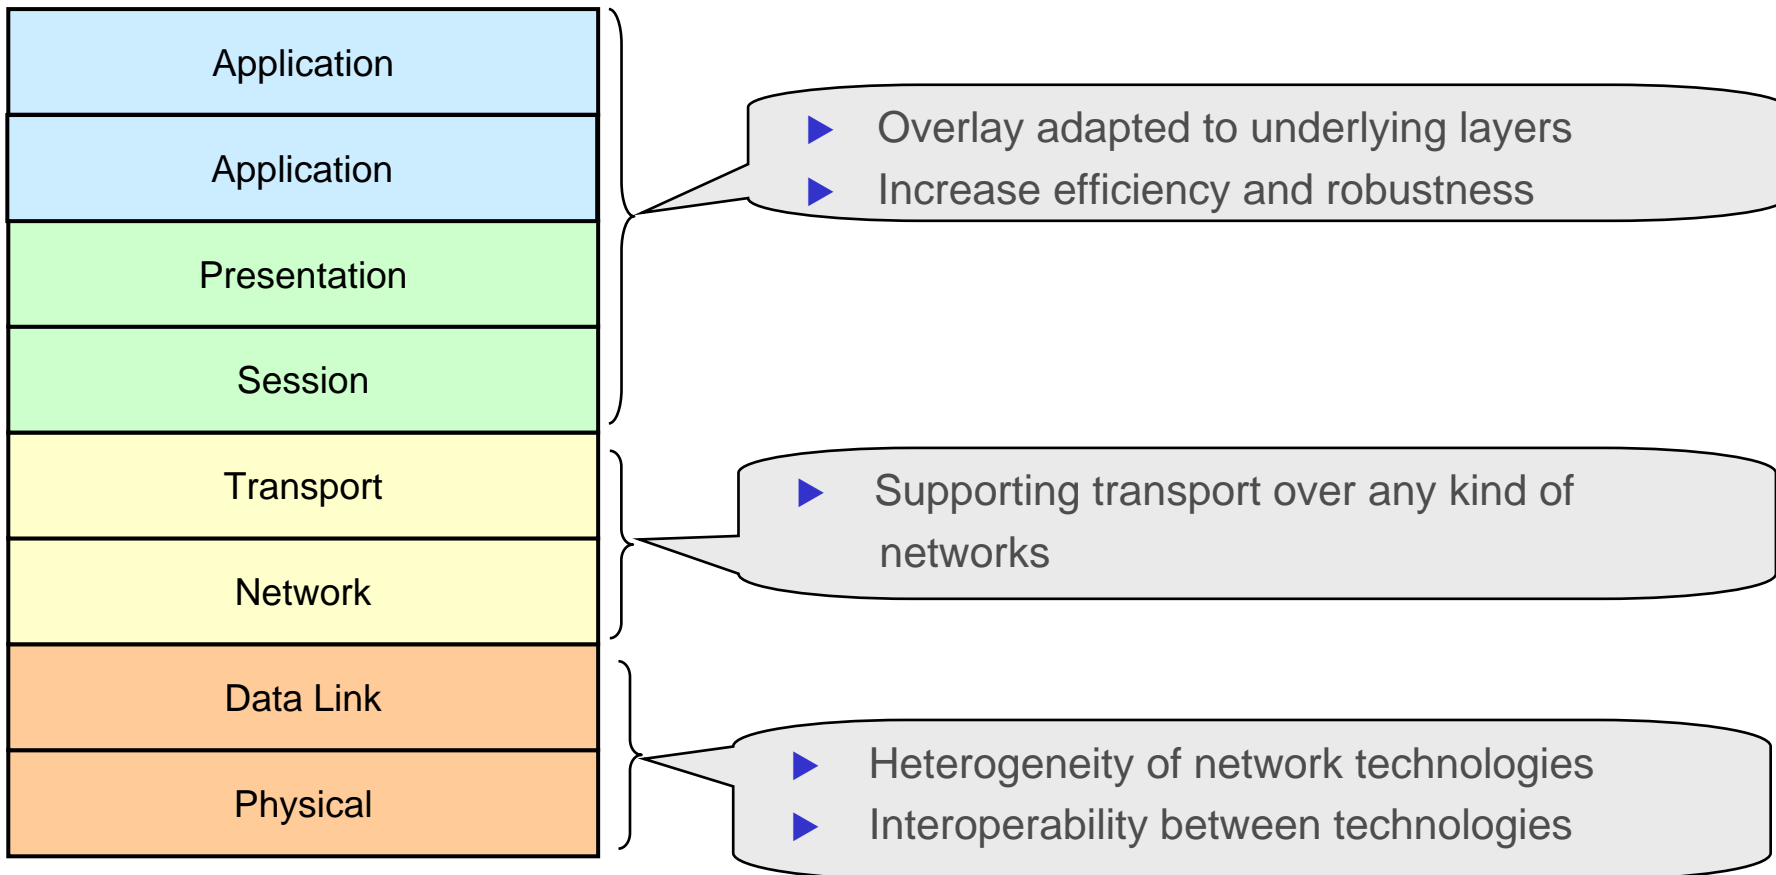 Application
Application
Presentation
Session
Transport
Network
Data Link
Physical
Overlay adapted to underlying layers
Increase efficiency and robustness
Supporting transport over any kind of
networks
Heterogeneity of network technologies
Interoperability between technologies